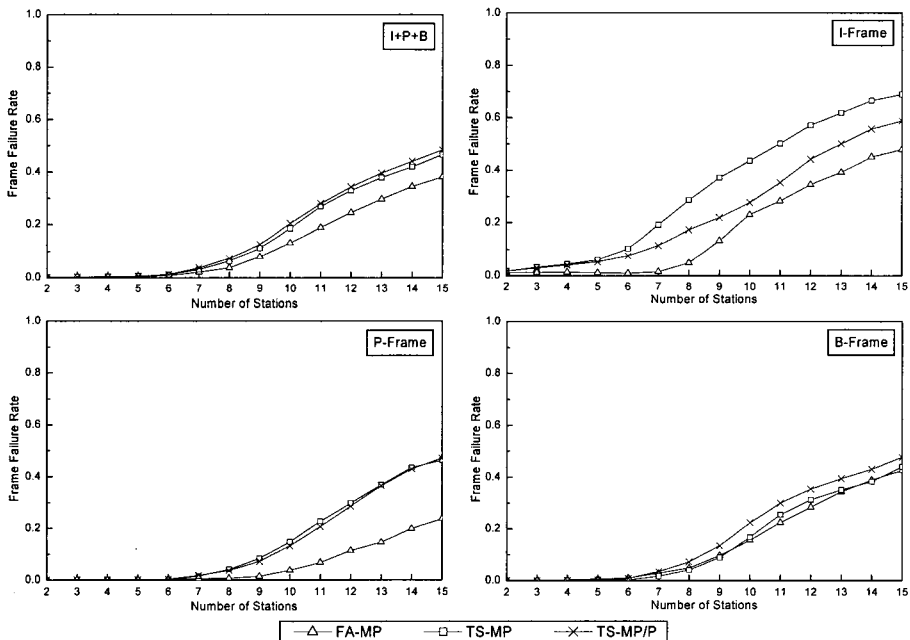 I+P+B
Frame Failure Rate
1.0
0.8
0.6
0.4
0.2
0.0
2 3 4 5 6 7 8 9 10 11 12 13 14 15
Number of Stations
I-Frame
Frame Failure Rate
1.0
0.8
0.6
0.4
0.2
0.0
2 3 4 5 6 7 8 9 10 11 12 13 14 15
Number of Stations
P-Frame
Frame Failure Rate
1.0
0.8
0.6
0.4
0.2
0.0
2 3 4 5 6 7 8 9 10 11 12 13 14 15
Number of Stations
B-Frame
Frame Failure Rate
1.0
0.8
0.6
0.4
0.2
0.0
2 3 4 5 6 7 8 9 10 11 12 13 14 15
Number of Stations
FA-MP TS-MP TS-MP/P